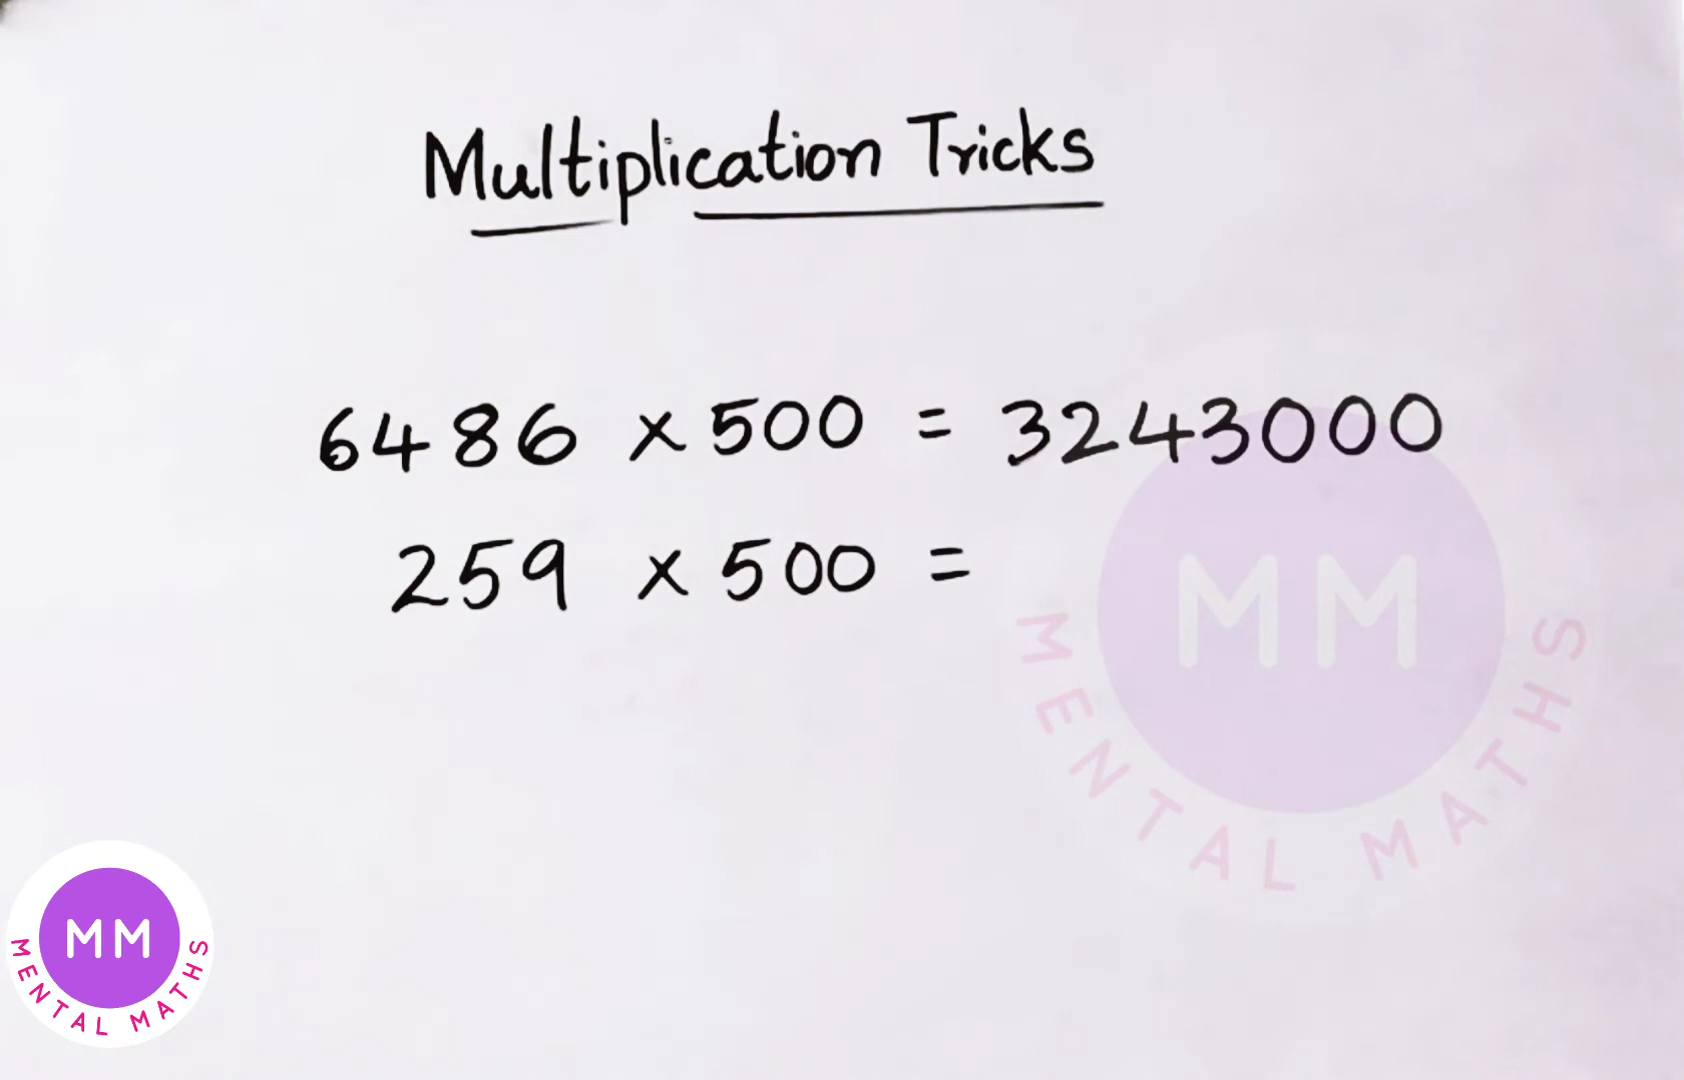 Multiplication Tricks
6486 × 500 = 3243000
259 × 500 =
MM
MENTAL MATHS
MM
MENTAL MATHS